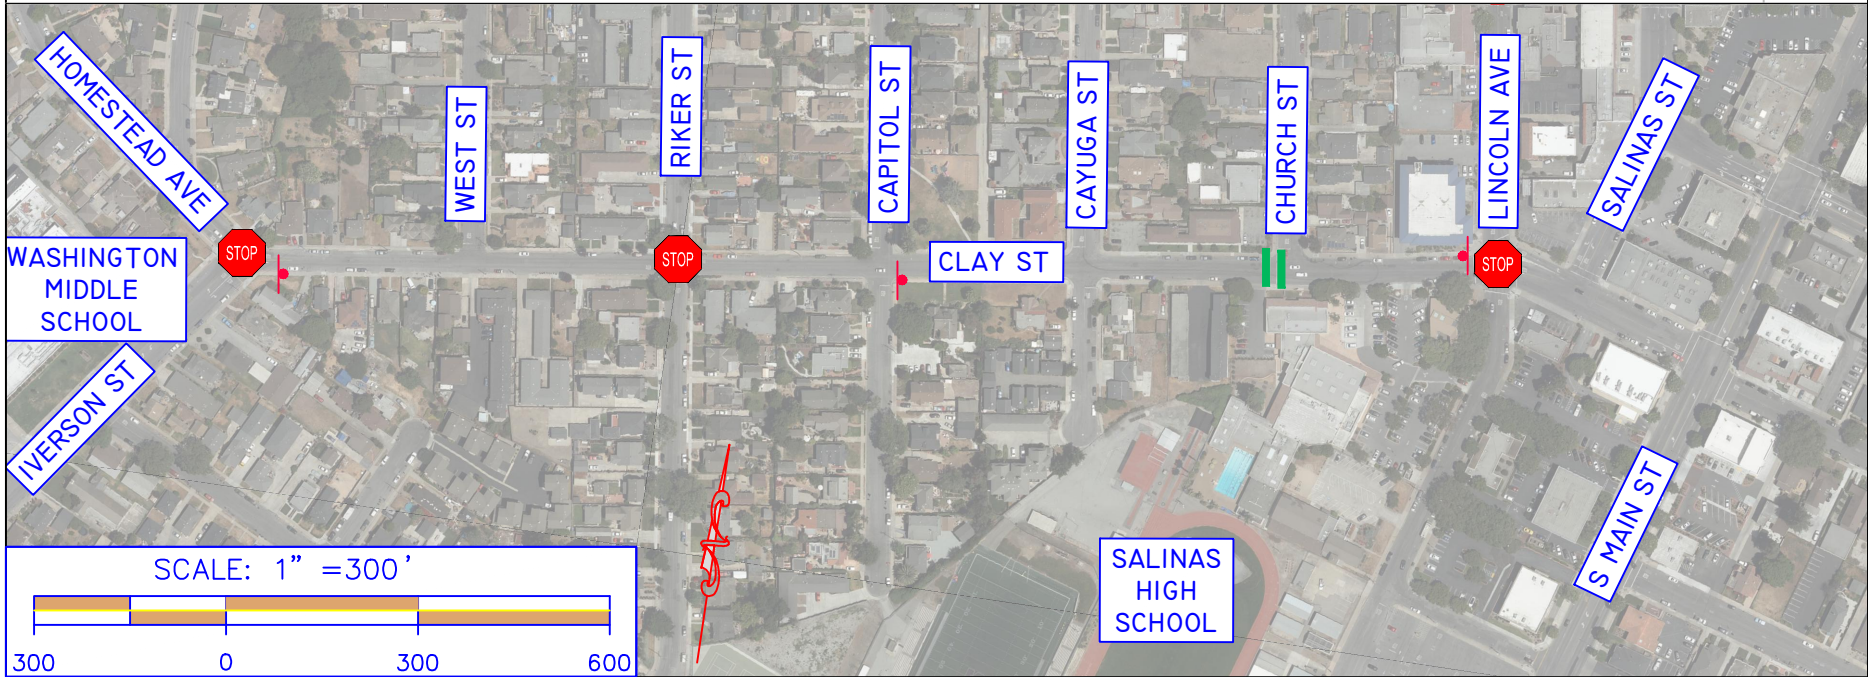 HOMESTEAD AVE
WEST ST
RIKER ST
CAPITOL ST
CAYUGA ST
CHURCH ST
LINCOLN AVE
SALINAS ST
WASHINGTON
MIDDLE
SCHOOL
STOP
STOP
CLAY ST
STOP
IVERSON ST
S MAIN ST
SALINAS
HIGH
SCHOOL
SCALE: 1" =300'
300 0 300 600